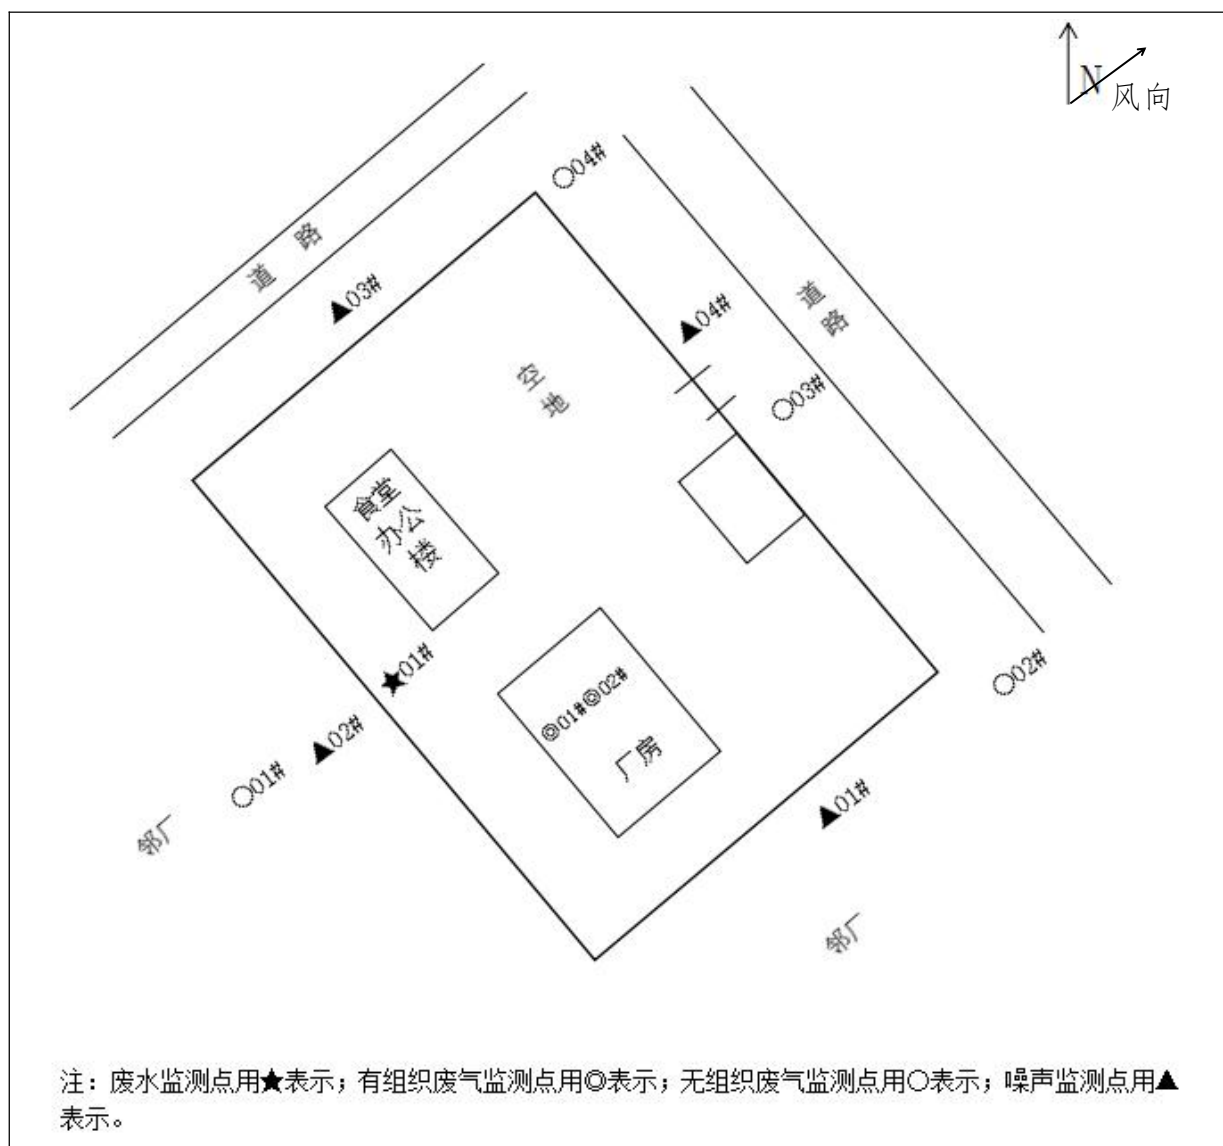 N
风向
○04#
道路
▲03#
道路
▲04#
空地
○03#
食堂
办公
楼
★01#
◎01#◎02#
○02#
▲02#
○01#
厂房
▲01#
邻厂
邻厂
注：废水监测点用★表示；有组织废气监测点用◎表示；无组织废气监测点用○表示；噪声监测点用▲
表示。